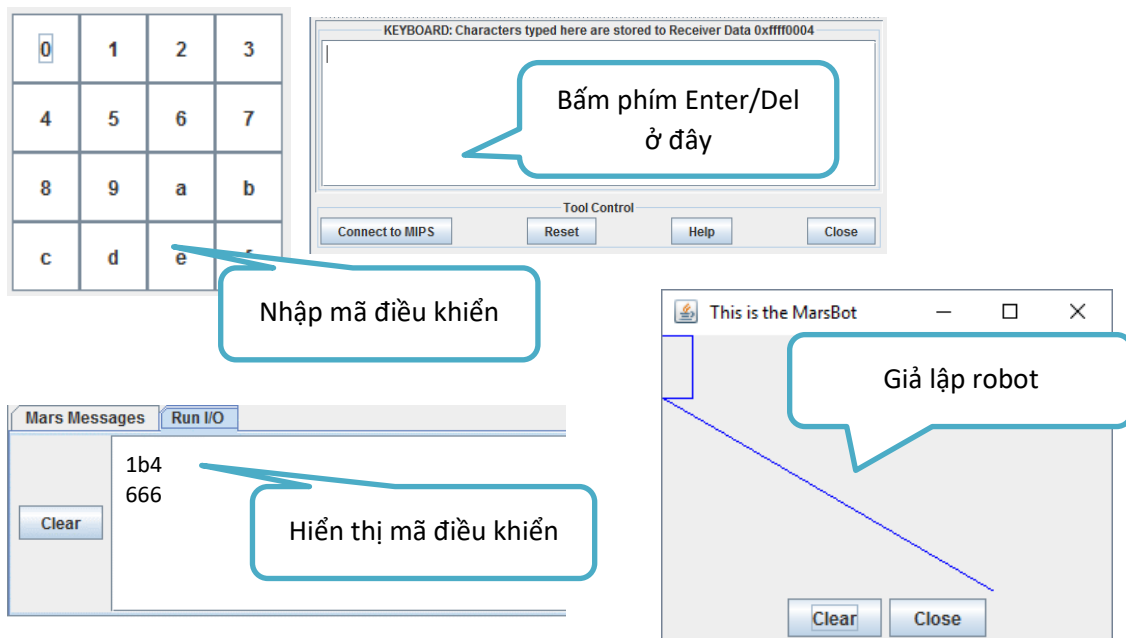 0 1 2 3
4 5 6 7
8 9 a b
c d e
KEYBOARD: Characters typed here are stored to Receiver Data 0xffff0004
Bấm phím Enter/Del
ở đây
Tool Control
Connect to MIPS Reset Help Close
Nhập mã điều khiển
This is the MarsBot
Giả lập robot
Clear Close
Mars Messages Run I/O
1b4
666
Clear
Hiển thị mã điều khiển